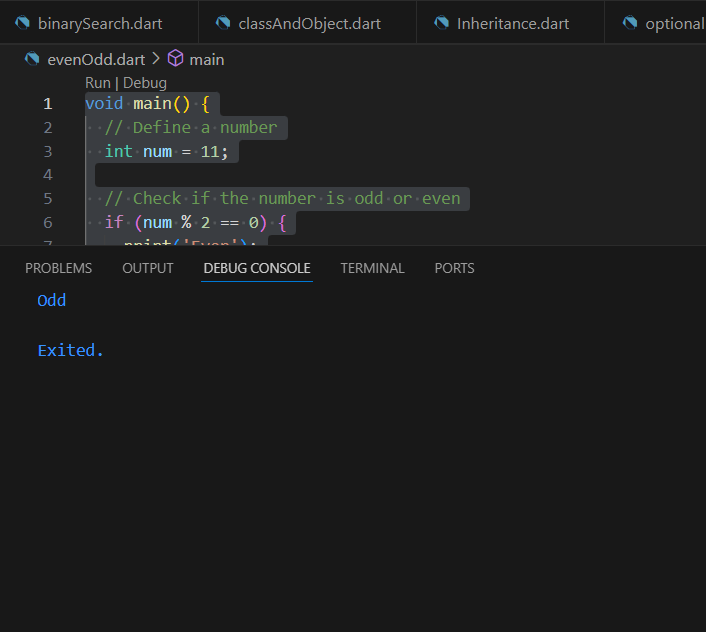 binarySearch.dart classAndObject.dart Inheritance.dart optional
evenOdd.dart > main
Run | Debug
1 void main() {
2 // Define a number
3 int num = 11;
4
5 // Check if the number is odd or even
6 if (num % 2 == 0) {
7 print('Even');
PROBLEMS OUTPUT DEBUG CONSOLE TERMINAL PORTS
Odd
Exited.